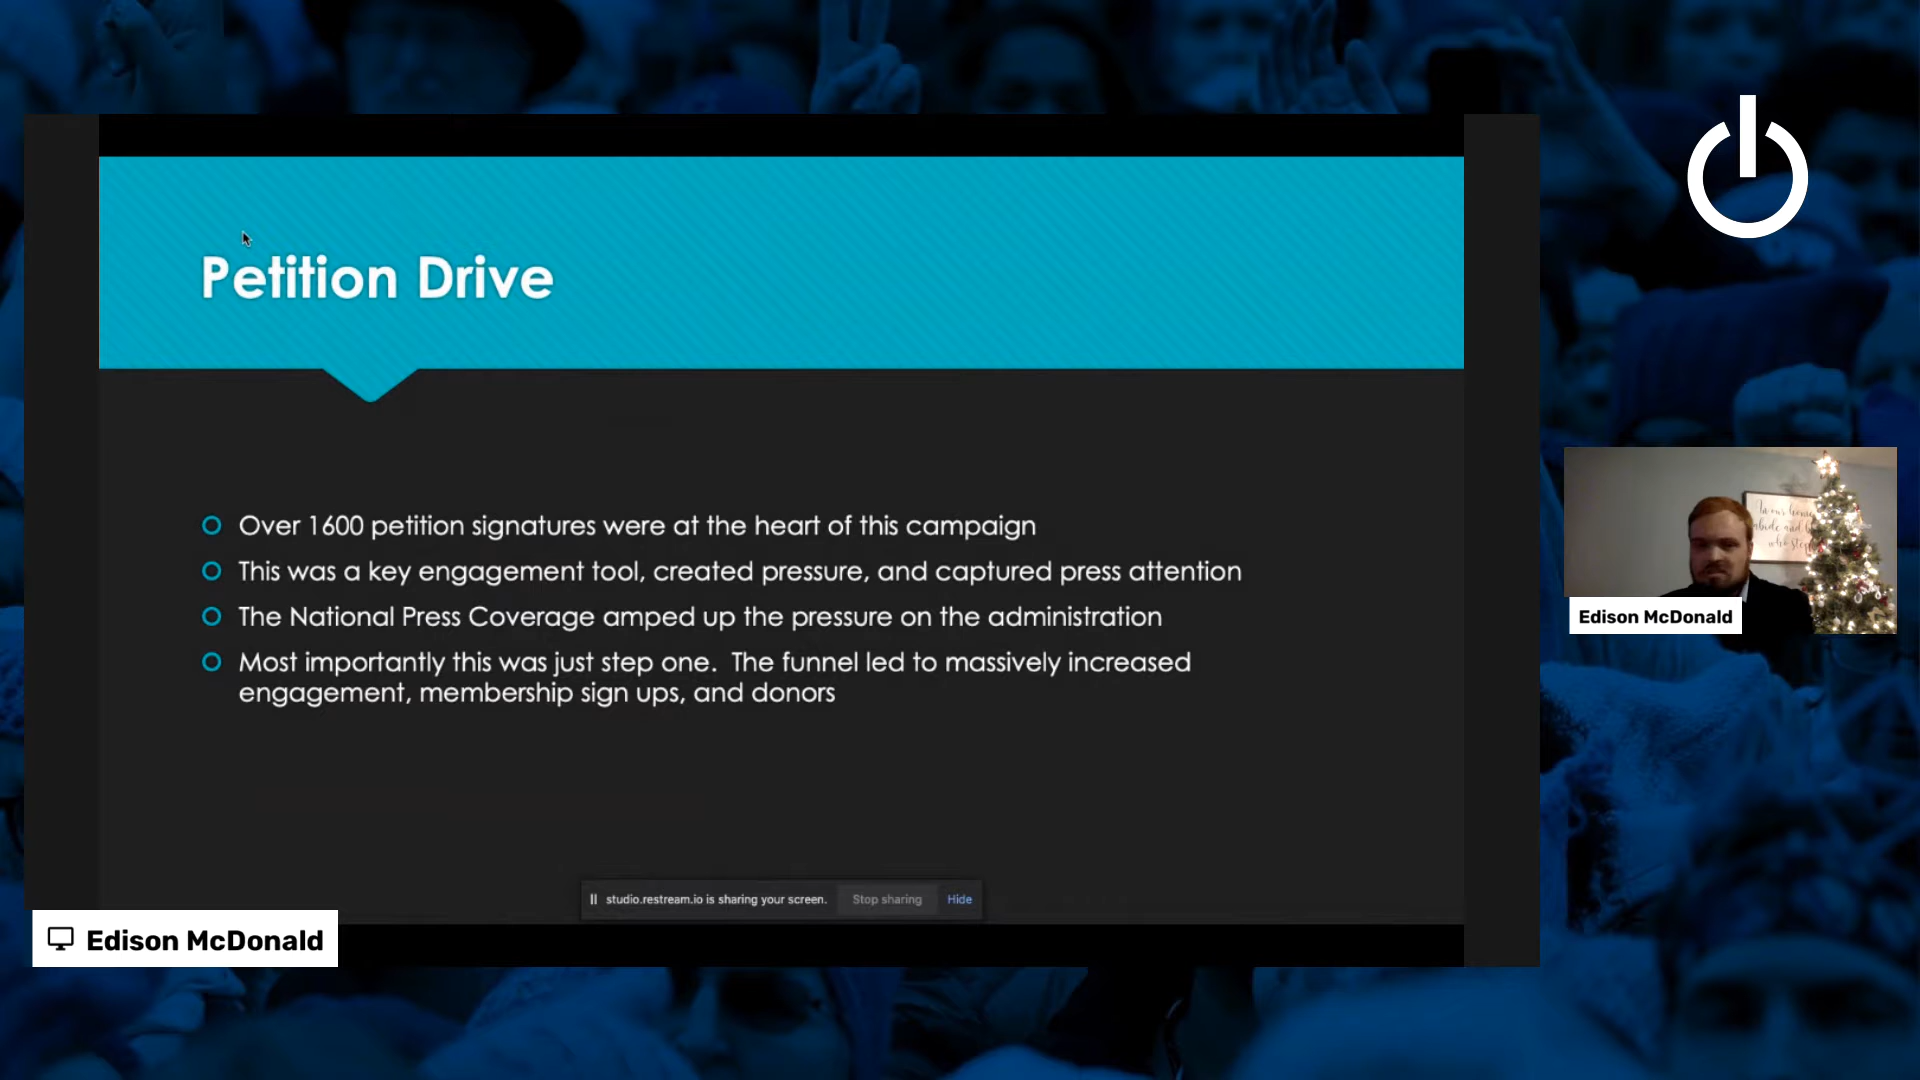 Petition Drive
Over 1600 petition signatures were at the heart of this campaign
This was a key engagement tool, created pressure, and captured press attention
The National Press Coverage amped up the pressure on the administration
Most importantly this was just step one.  The funnel led to massively increased
engagement, membership sign ups, and donors
studio.restream.io is sharing your screen. Stop sharing Hide
Edison McDonald
In our home
Edison McDonald